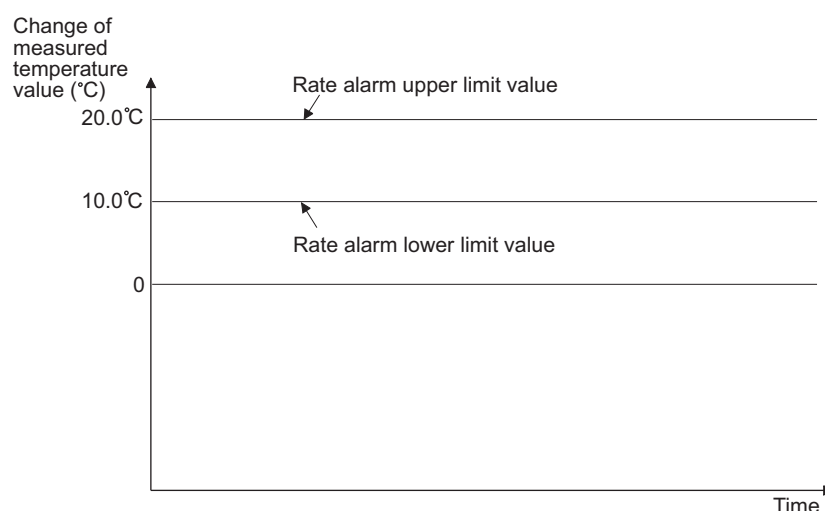 Change of
measured
temperature
value (℃)
Rate alarm upper limit value
20.0℃
10.0℃
Rate alarm lower limit value
0
Time